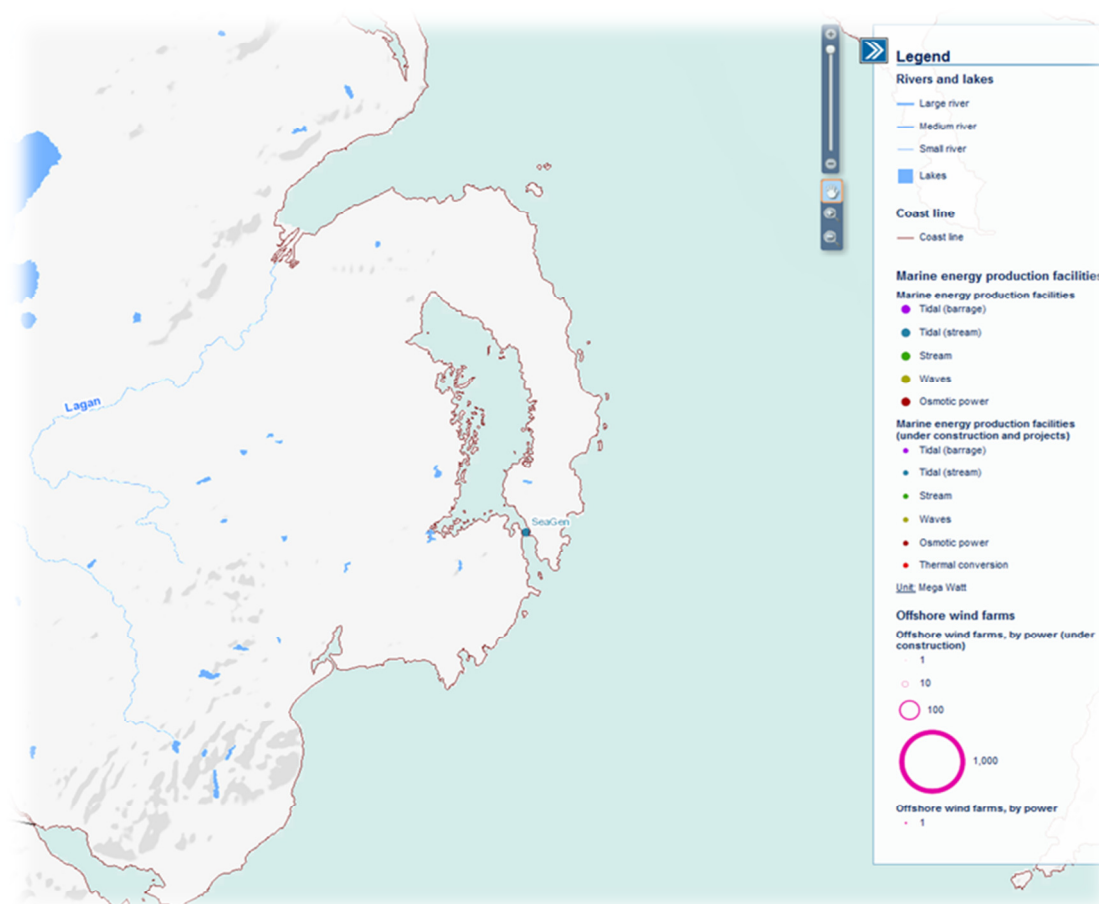 Lagan
SeaGen
Legend
Rivers and lakes
Large river
Medium river
Small river
Lakes
Coast line
Coast line
Marine energy production facilities
Marine energy production facilities
Tidal (barrage)
Tidal (stream)
Stream
Waves
Osmotic power
Marine energy production facilities
(under construction and projects)
Tidal (barrage)
Tidal (stream)
Stream
Waves
Osmotic power
Thermal conversion
Unit: Mega Watt
Offshore wind farms
Offshore wind farms, by power (under
construction)
1
10
100
1,000
Offshore wind farms, by power
1